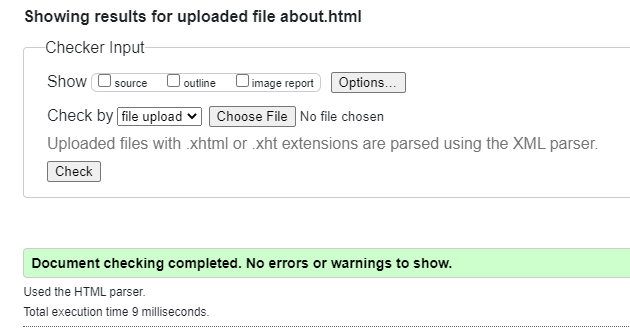 Showing results for uploaded file about.html
Checker Input
Show source outline image report Options...
Check by file upload Choose File No file chosen
Uploaded files with .xhtml or .xht extensions are parsed using the XML parser.
Check
Document checking completed. No errors or warnings to show.
Used the HTML parser.
Total execution time 9 milliseconds.